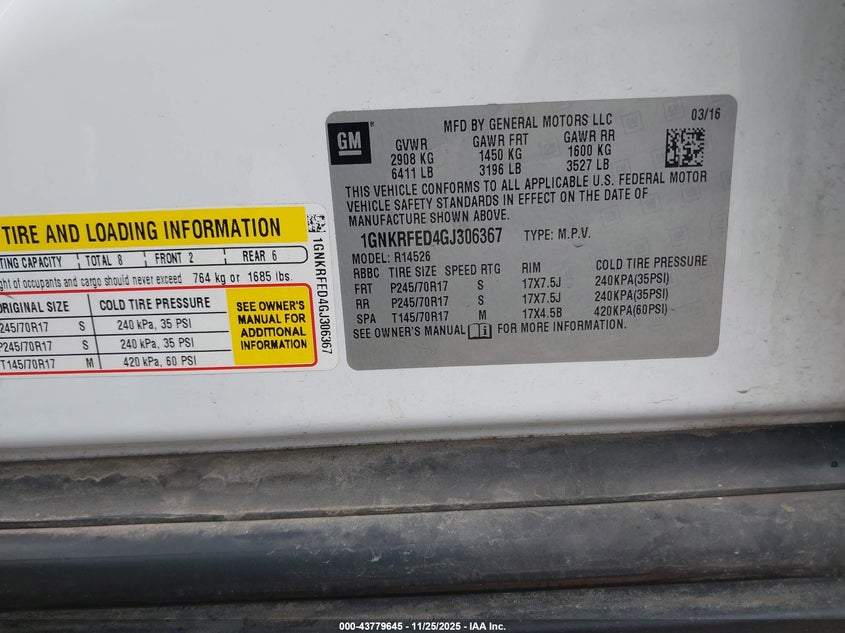 TIRE AND LOADING INFORMATION
TING CAPACITY TOTAL 8 FRONT 2 REAR 6
ght of occupants and cargo should never exceed 764 kg or 1685 lbs.
ORIGINAL SIZE COLD TIRE PRESSURE
245/70R17 S 240 kPa, 35 PSI
P245/70R17 S 240 kPa, 35 PSI
T145/70R17 M 420 kPa, 60 PSI
SEE OWNER'S
MANUAL FOR
ADDITIONAL
INFORMATION
1GNKRFED4GJ306367
GM
MFD BY GENERAL MOTORS LLC 03/16
GVWR GAWR FRT GAWR RR
2908 KG 1450 KG 1600 KG
6411 LB 3196 LB 3527 LB
THIS VEHICLE CONFORMS TO ALL APPLICABLE U.S. FEDERAL MOTOR
VEHICLE SAFETY STANDARDS IN EFFECT ON THE DATE OF
MANUFACTURE SHOWN ABOVE.
1GNKRFED4GJ306367 TYPE: M.P.V.
MODEL: R14526
RBBC TIRE SIZE SPEED RTG RIM COLD TIRE PRESSURE
FRT P245/70R17 S 17X7.5J 240KPA(35PSI)
RR P245/70R17 S 17X7.5J 240KPA(35PSI)
SPA T145/70R17 M 17X4.5B 420KPA(60PSI)
SEE OWNER'S MANUAL FOR MORE INFORMATION.
000-43779645 - 11/25/2025 - IAA Inc.